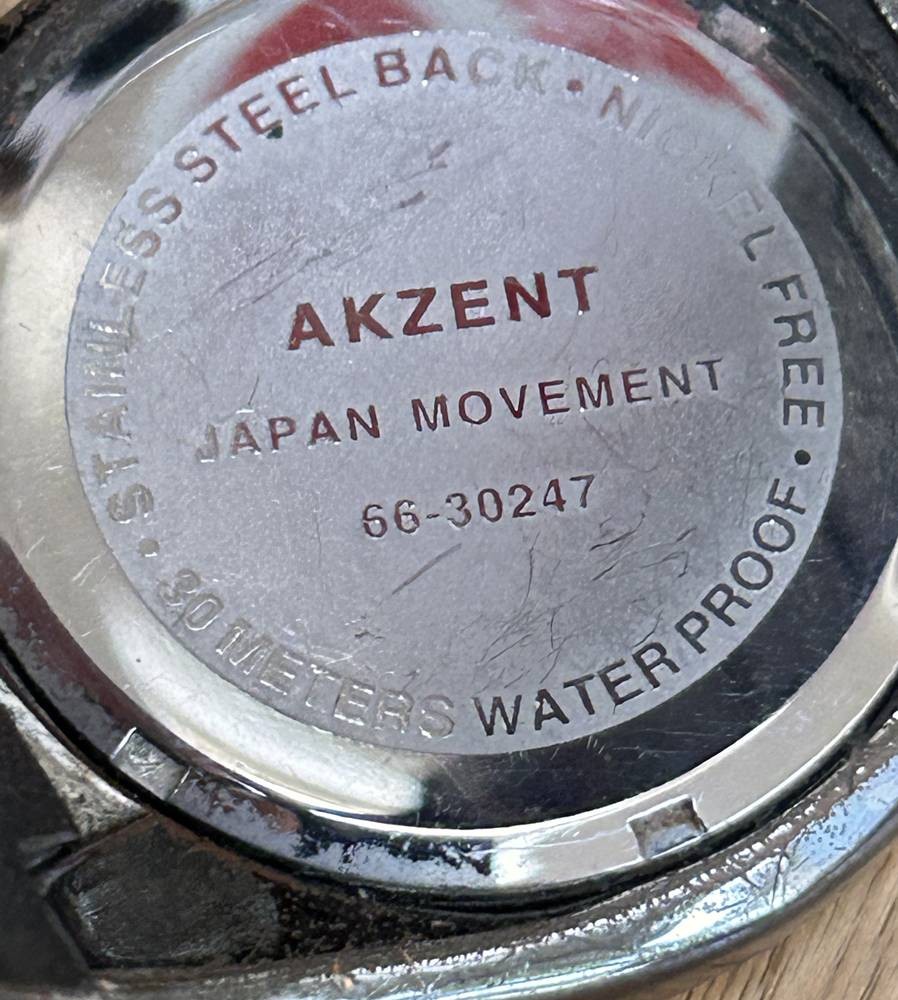 STAINLESS STEEL BACK • NICKEL FREE •
AKZENT
JAPAN MOVEMENT
66-30247
30 METERS WATER PROOF •